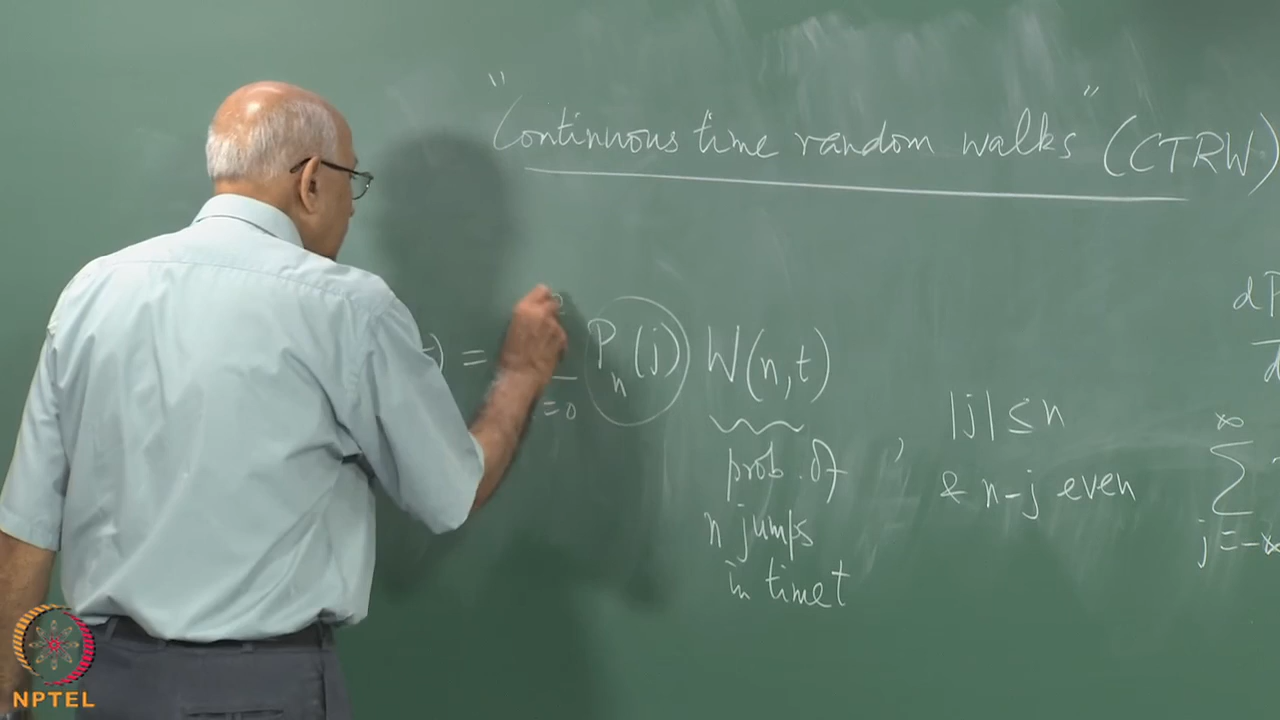 "Continuous time random walks" (CTRW)
t) = Σ n=0 P_n(j) W(n,t)
prob. of
n jumps
in time t
, |j| ≤ n
& n-j even
dP
d
∞
Σ
j=-∞
NPTEL